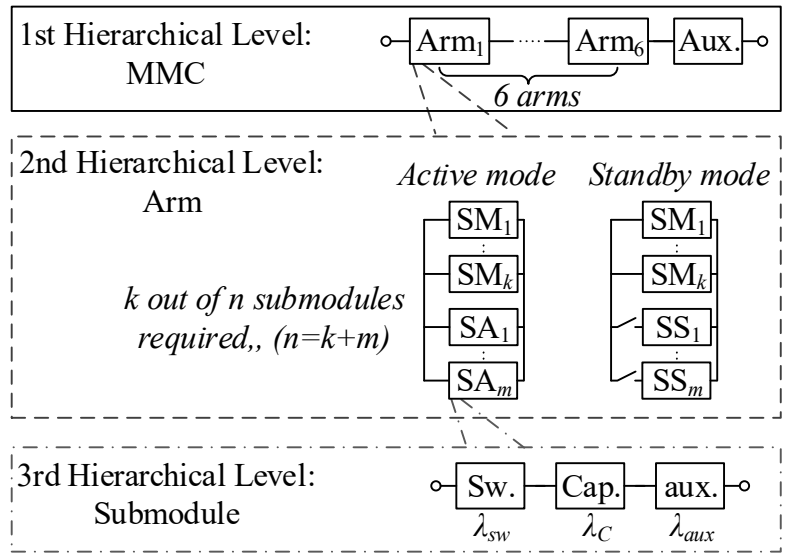 1st Hierarchical Level:
MMC
Arm1 ..... Arm6 Aux.
6 arms
2nd Hierarchical Level:
Arm
Active mode Standby mode
SM1 SM1
⋮ ⋮
SMk SMk
k out of n submodules
required,, (n=k+m)
SA1 SS1
⋮ ⋮
SAm SSm
3rd Hierarchical Level:
Submodule
Sw. Cap. aux.
λsw λC λaux